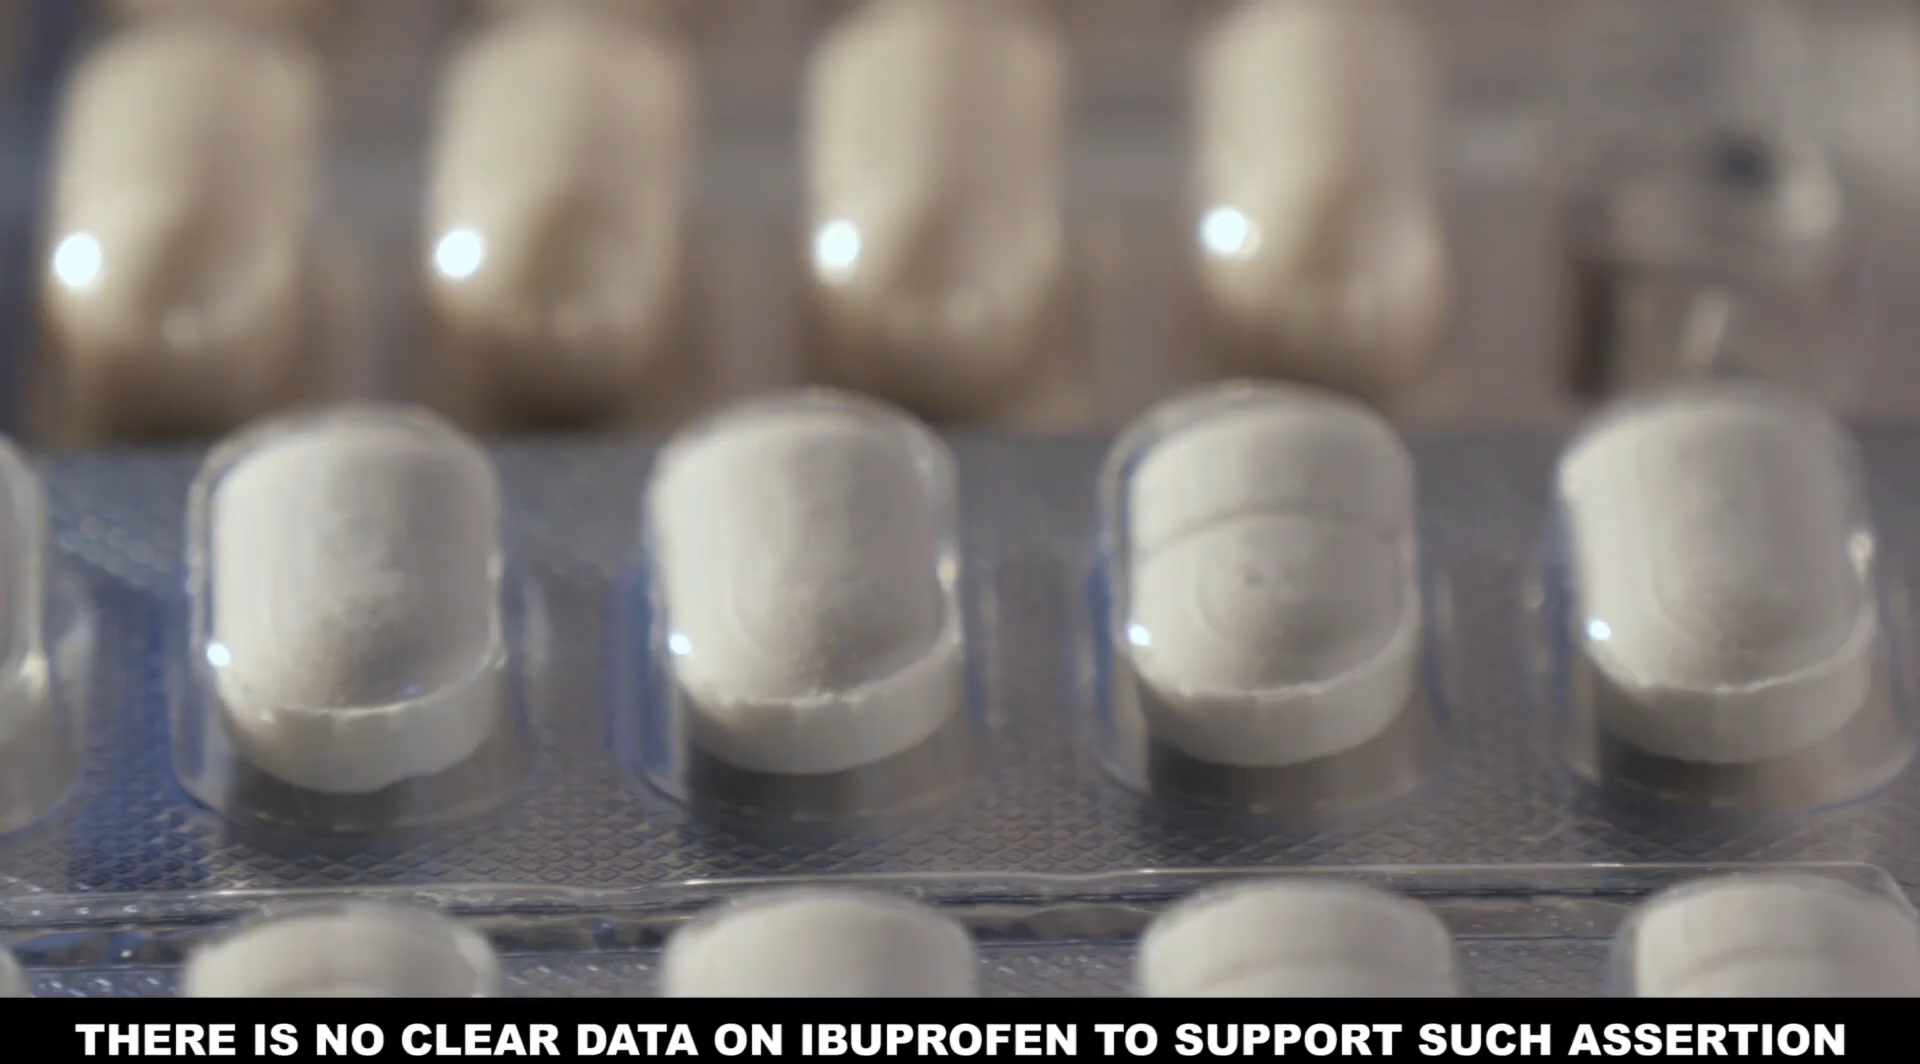 THERE IS NO CLEAR DATA ON IBUPROFEN TO SUPPORT SUCH ASSERTION